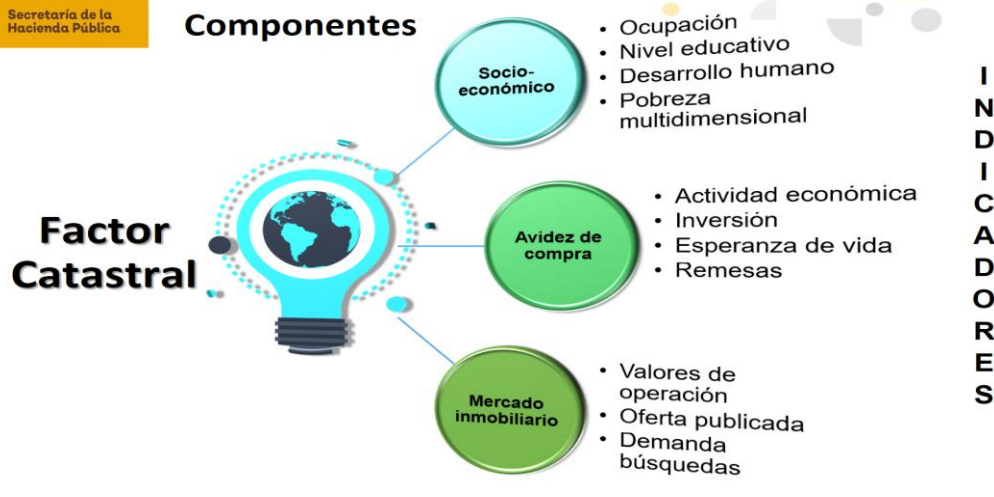 Secretaría de la
Hacienda Pública
Componentes
Factor
Catastral
Socio-
económico
• Ocupación
• Nivel educativo
• Desarrollo humano
• Pobreza
multidimensional
Avidez de
compra
• Actividad económica
• Inversión
• Esperanza de vida
• Remesas
Mercado
inmobiliario
• Valores de
operación
• Oferta publicada
• Demanda
búsquedas
I
N
D
I
C
A
D
O
R
E
S